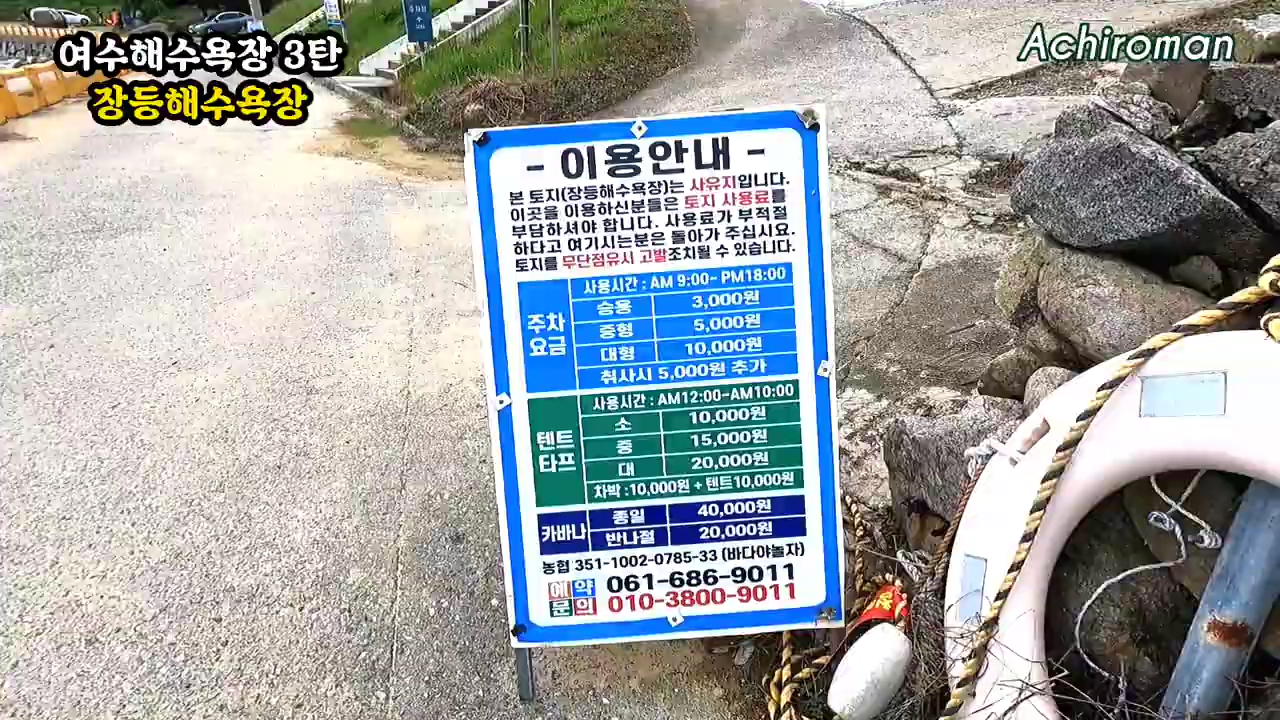 여수해수욕장 3탄
장등해수욕장
Achiroman
- 이용안내 -
본 토지(장등해수욕장)는 사유지입니다.
이곳을 이용하신분들은 토지 사용료를
부담하셔야 합니다. 사용료가 부적절
하다고 여기시는분은 돌아가 주십시요.
토지를 무단점유시 고발조치될 수 있습니다.
주차
요금
사용시간 : AM 9:00~ PM18:00
승용 3,000원
중형 5,000원
대형 10,000원
취사시 5,000원 추가
텐트
타프
사용시간 : AM12:00~AM10:00
소 10,000원
중 15,000원
대 20,000원
차박 :10,000원 + 텐트10,000원
카바나
종일 40,000원
반나절 20,000원
농협 351-1002-0785-33 (바다야놀자)
예약
문의
061-686-9011
010-3800-9011